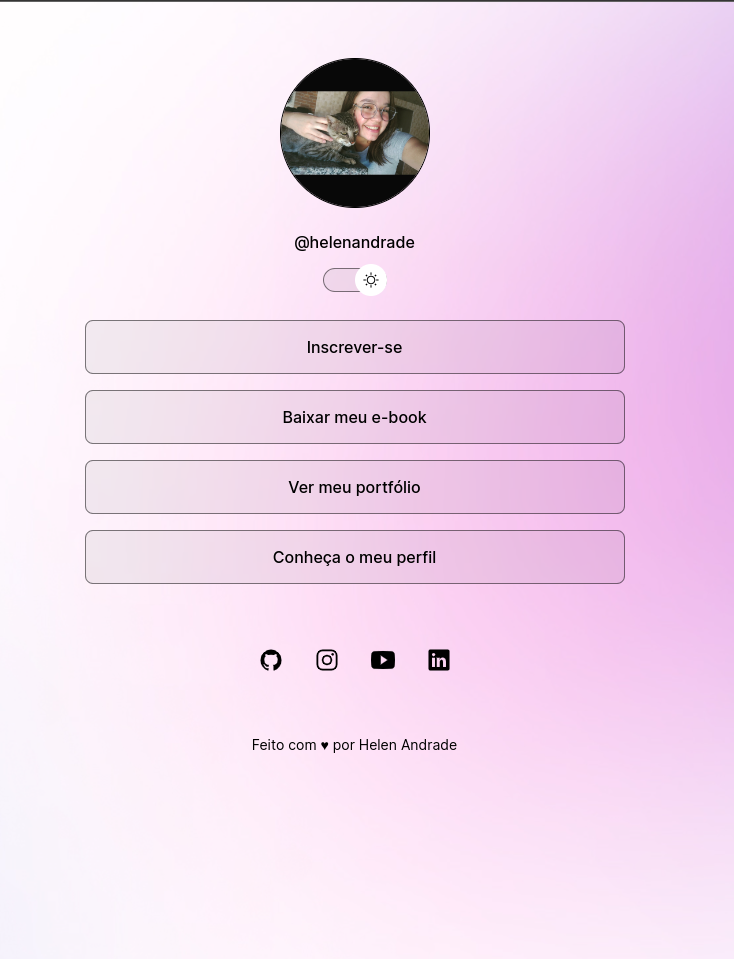 @helenandrade
Inscrever-se
Baixar meu e-book
Ver meu portfólio
Conheça o meu perfil
Feito com ♥ por Helen Andrade